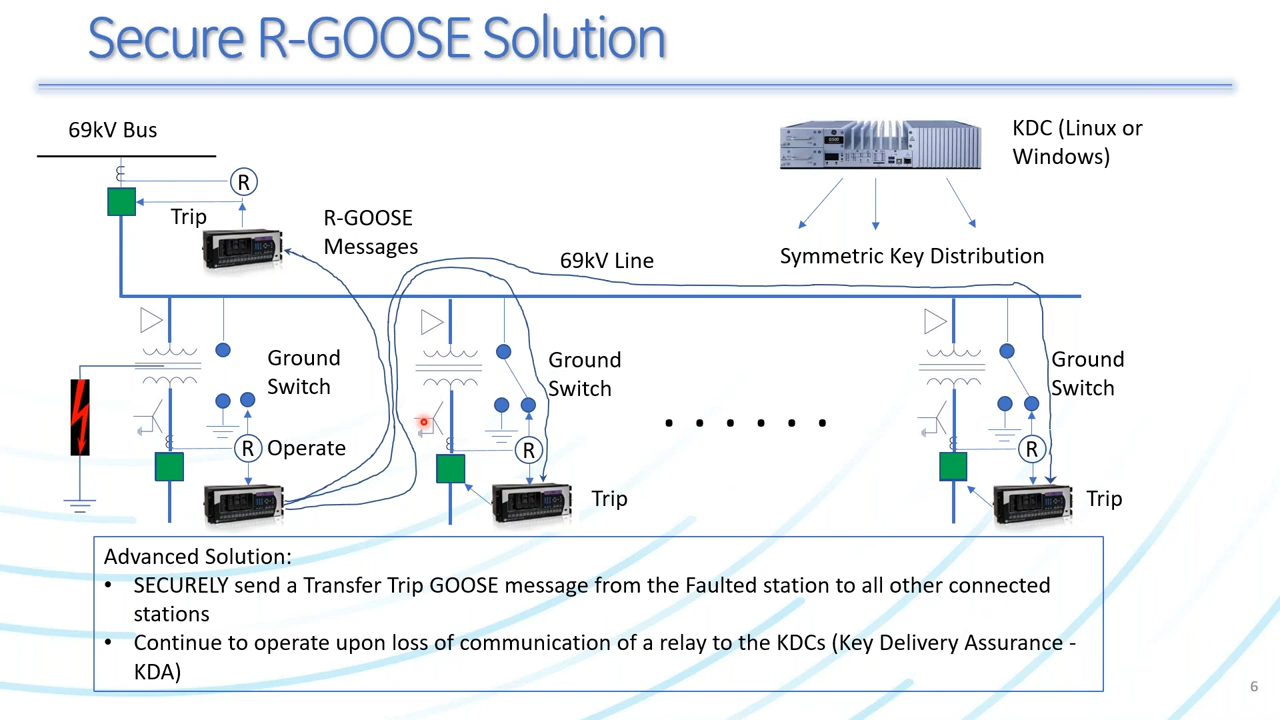 Secure R-GOOSE Solution
69kV Bus
R
Trip
R-GOOSE
Messages
KDC (Linux or
Windows)
Symmetric Key Distribution
69kV Line
Ground
Switch
Ground
Switch
Ground
Switch
R
Operate
R
R
Trip
Trip
Advanced Solution:
• SECURELY send a Transfer Trip GOOSE message from the Faulted station to all other connected
stations
• Continue to operate upon loss of communication of a relay to the KDCs (Key Delivery Assurance -
KDA)
6